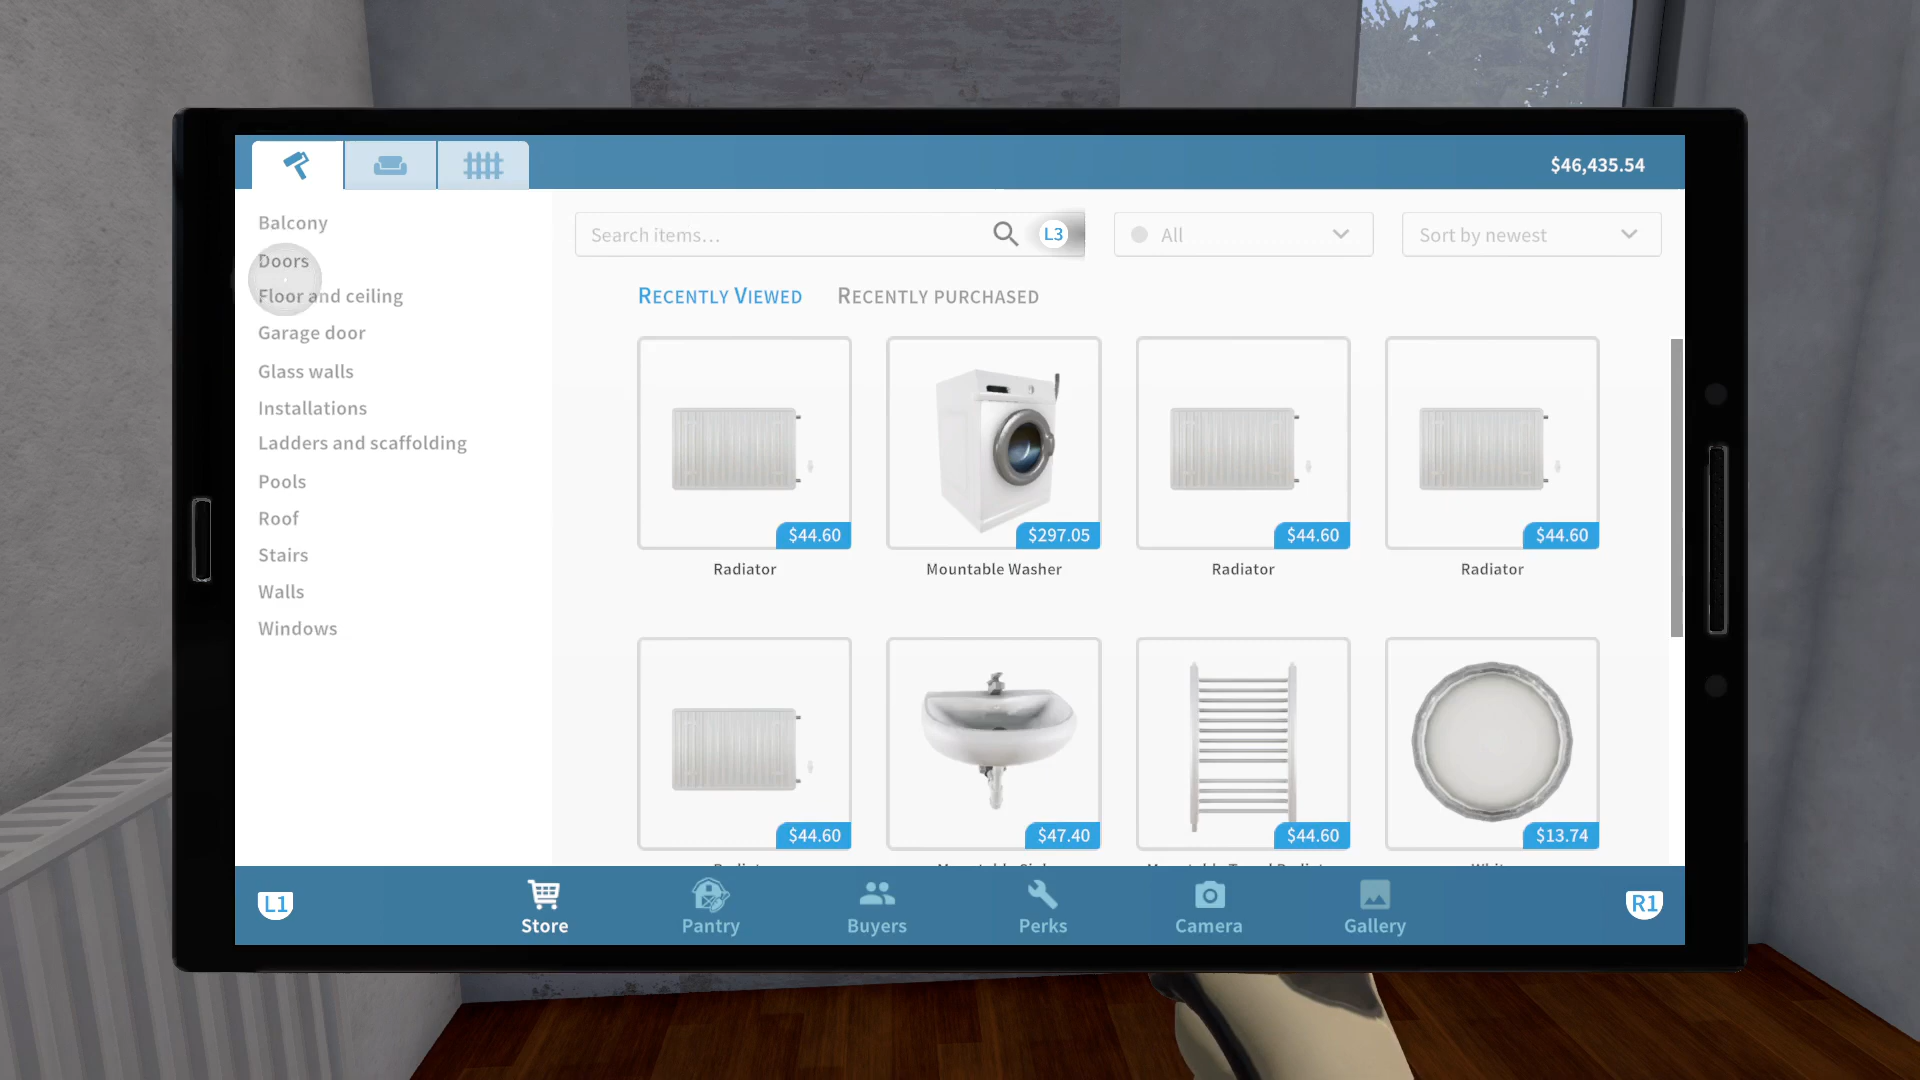 $46,435.54
Balcony
Doors
Floor and ceiling
Garage door
Glass walls
Installations
Ladders and scaffolding
Pools
Roof
Stairs
Walls
Windows
Search items...
L3
All
Sort by newest
RECENTLY VIEWED
RECENTLY PURCHASED
$44.60
$297.05
$44.60
$44.60
Radiator
Mountable Washer
Radiator
Radiator
$44.60
$47.40
$44.60
$13.74
L1
Store
Pantry
Buyers
Perks
Camera
Gallery
R1